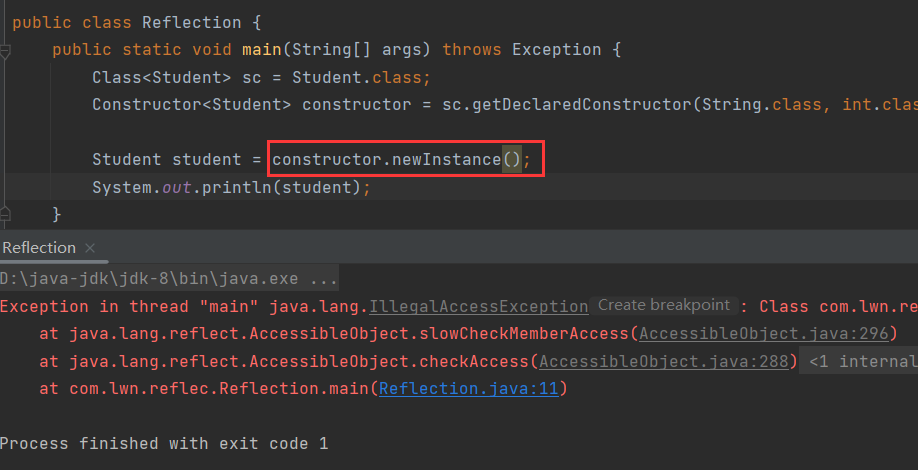 public class Reflection {
public static void main(String[] args) throws Exception {
Class<Student> sc = Student.class;
Constructor<Student> constructor = sc.getDeclaredConstructor(String.class, int.clas
Student student = constructor.newInstance();
System.out.println(student);
}
Reflection ×
D:\java-jdk\jdk-8\bin\java.exe ...
Exception in thread "main" java.lang.IllegalAccessException Create breakpoint : Class com.lwn.re
at java.lang.reflect.AccessibleObject.slowCheckMemberAccess(AccessibleObject.java:296)
at java.lang.reflect.AccessibleObject.checkAccess(AccessibleObject.java:288) <1 internal
at com.lwn.reflec.Reflection.main(Reflection.java:11)
Process finished with exit code 1